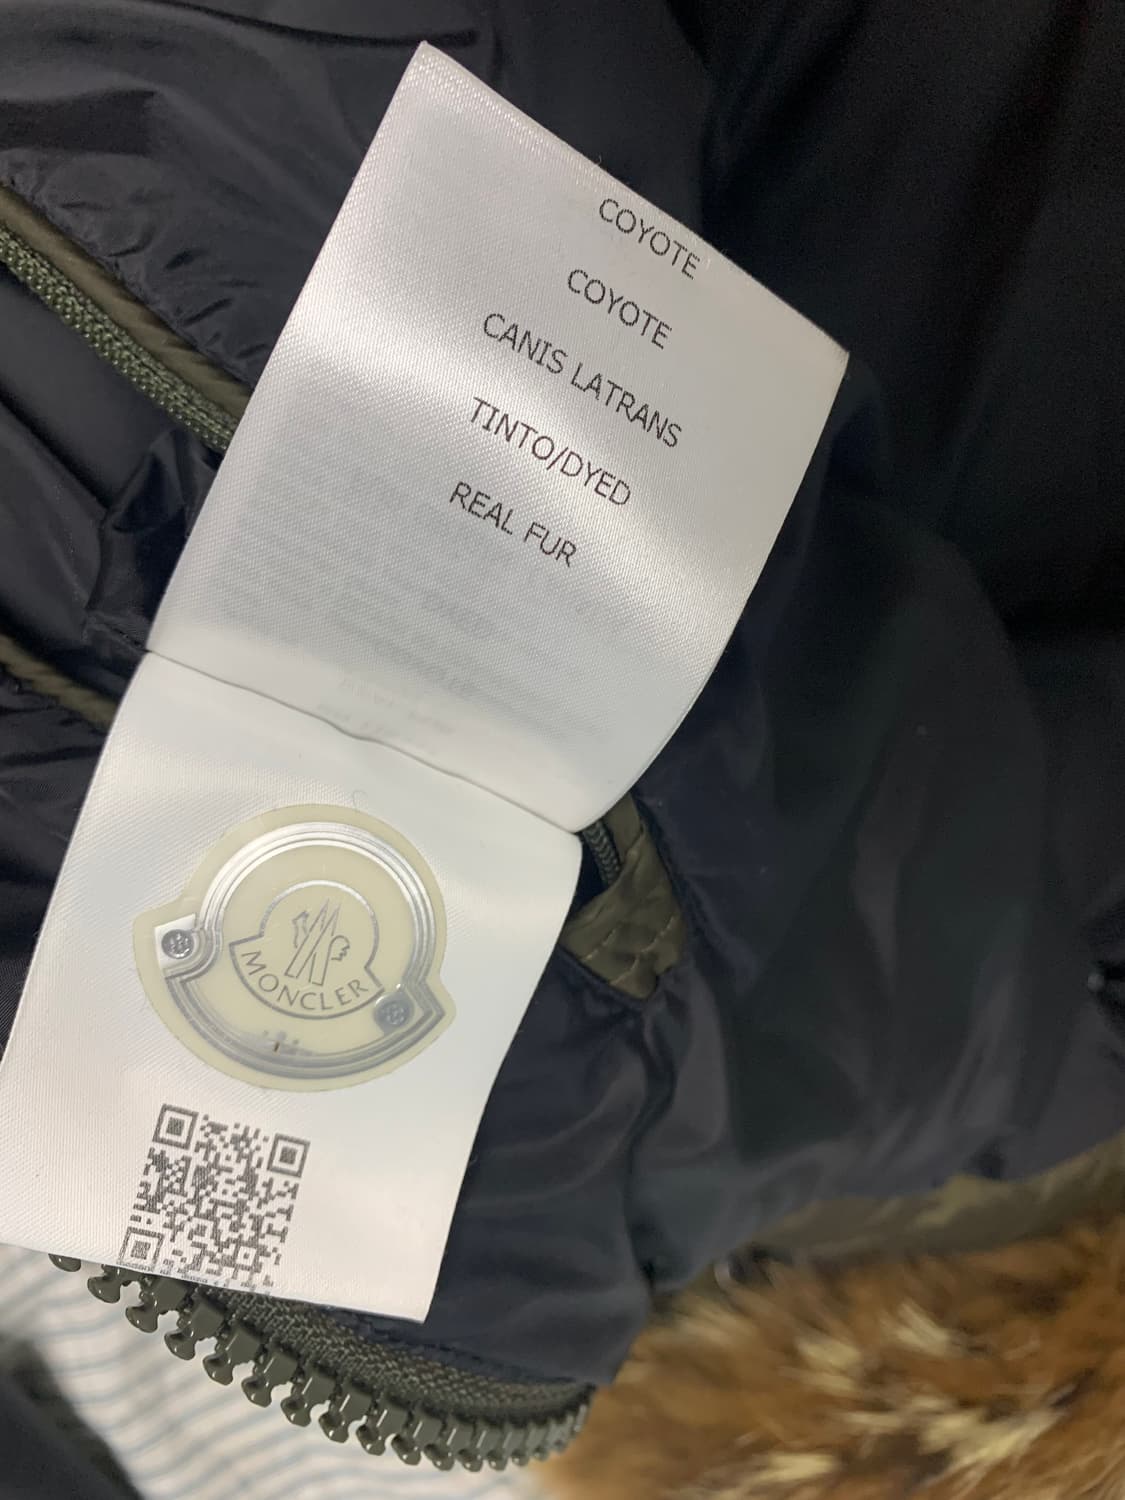 COYOTE
COYOTE
CANIS LATRANS
TINTO/DYED
REAL FUR
MONCLER